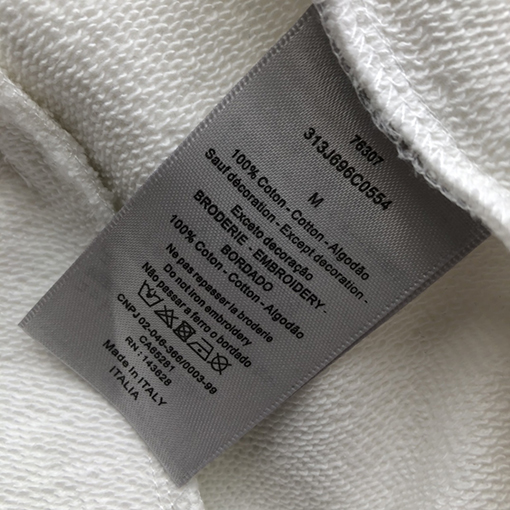 76307
313J696C0554
M
100% Coton - Cotton - Algodão
Sauf décoration - Except decoration -
Exceto decoração
BRODERIE - EMBROIDERY -
BORDADO
100% Coton - Cotton - Algodão
Ne pas repasser la broderie
Do not iron embroidery
Não passar a ferro o bordado
CNPJ 02-046-366/0003-99
CA85281
RN : 143628
Made in ITALY
ITALIA